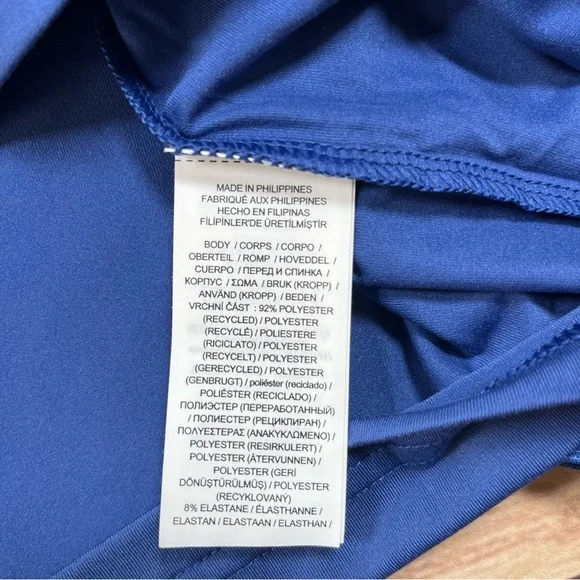 MADE IN PHILIPPINES
FABRIQUÉ AUX PHILIPPINES
HECHO EN FILIPINAS
FİLİPİNLER'DE ÜRETİLMİŞTİR
BODY / CORPS / CORPO /
OBERTEIL / ROMP / HOVEDDEL /
CUERPO / ПЕРЕД И СПИНКА /
КОРПУС / ΣΩΜΑ / BRUK (KROPP) /
ANVÄND (KROPP) / BEDEN /
VRCHNÍ ČÁST : 92% POLYESTER
(RECYCLED) / POLYESTER
(RECYCLÉ) / POLIESTERE
(RICICLATO) / POLYESTER
(RECYCELT) / POLYESTER
(GERECYCLED) / POLYESTER
(GENBRUGT) / poliéster (reciclado) /
POLIÉSTER (RECICLADO) /
ПОЛИЭСТЕР (ПЕРЕРАБОТАННЫЙ)
/ ПОЛИЕСТЕР (РЕЦИКЛИРАН) /
ΠΟΛΥΕΣΤΕΡΑΣ (ΑΝΑΚΥΚΛΩΜΕΝΟ) /
POLYESTER (RESIRKULERT) /
POLYESTER (ÅTERVUNNEN) /
POLYESTER (GERİ
DÖNÜŞTÜRÜLMÜŞ) / POLYESTER
(RECYKLOVANÝ)
8% ELASTANE / ÉLASTHANNE /
ELASTAN / ELASTAAN / ELASTHAN /